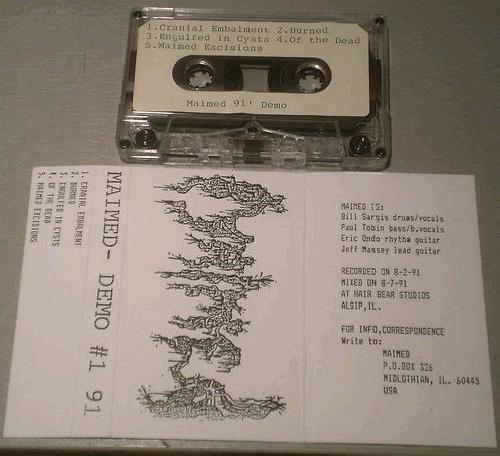 1.Cranial Embalment 2.Burned
3.Engulfed in Cysts 4.Of the Dead
5.Maimed Excisions
Maimed 91' Demo
1. CRANIAL EMBALMENT
2. BURNED
3. ENGULFED IN CYSTS
4. OF THE DEAD
5. MAIMED EXCISIONS
MAIMED- DEMO #1 91
MAIMED
MAIMED IS:
Bill Sargis drums/vocals
Paul Tobin bass/b.vocals
Eric Ondo rhythm guitar
Jeff Massey lead guitar
RECORDED ON 8-2-91
MIXED ON 8-7-91
AT HAIR BEAR STUDIOS
ALSIP,IL.
FOR INFO,CORRESPONDENCE
Write to:
MAIMED
P.O.BOX 326
MIDLOTHIAN, IL. 60445
USA